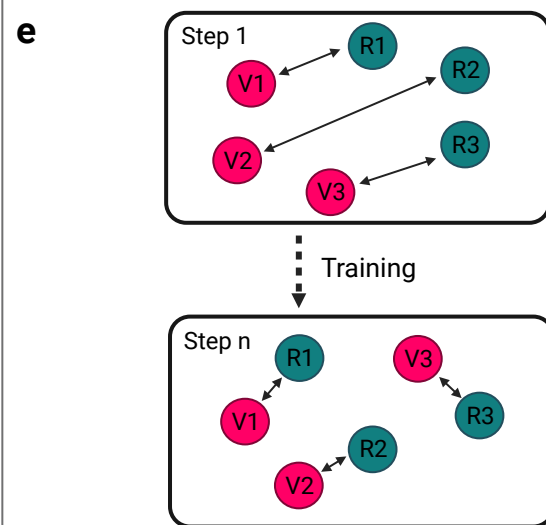 e
Step 1
R1
V1
R2
V2
R3
V3
Training
Step n
R1
V3
V1
R3
R2
V2